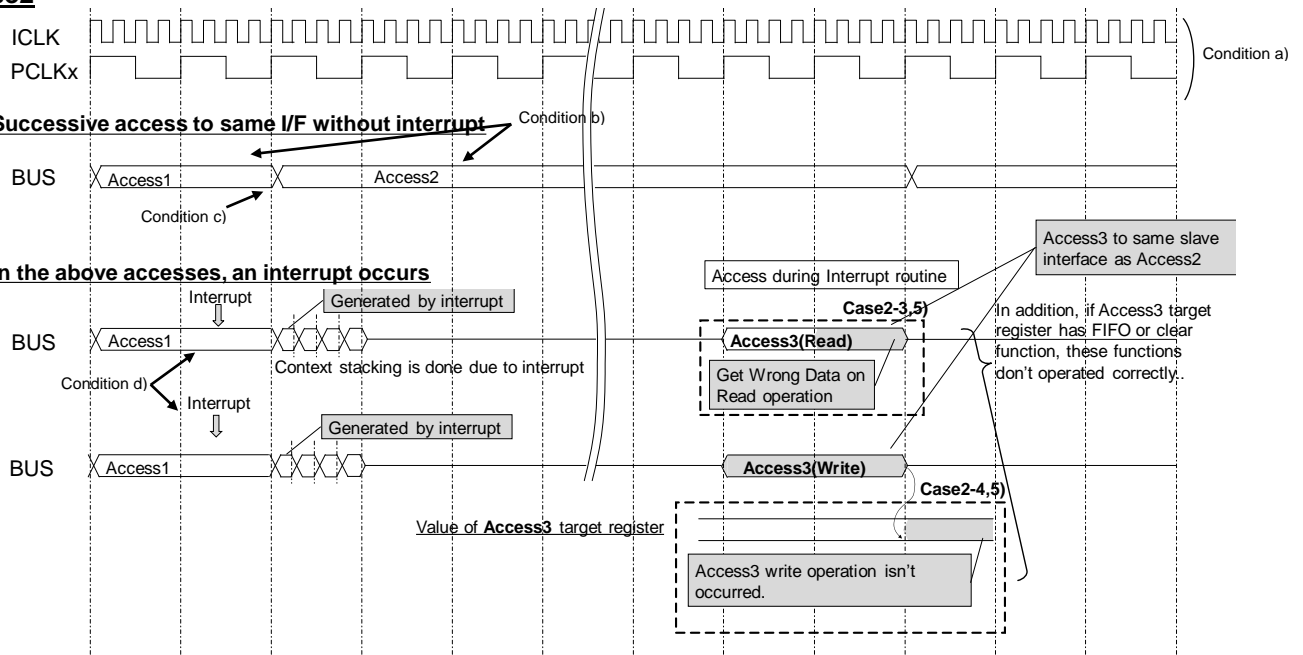 ICLK
PCLKx
Condition a)
Successive access to same I/F without interrupt
Condition b)
BUS
Access1
Access2
Condition c)
n the above accesses, an interrupt occurs
Access during Interrupt routine
Access3 to same slave
interface as Access2
Interrupt
Generated by interrupt
Case2-3,5)
BUS
Access1
Access3(Read)
In addition, if Access3 target
register has FIFO or clear
function, these functions
don't operated correctly..
Context stacking is done due to interrupt
Condition d)
Get Wrong Data on
Read operation
Interrupt
Generated by interrupt
BUS
Access1
Access3(Write)
Case2-4,5)
Value of Access3 target register
Access3 write operation isn't
occurred.